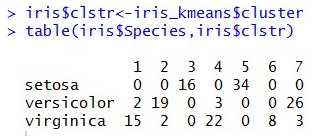 > iris$clstr<-iris_kmeans$cluster
> table(iris$Species,iris$clstr)
1 2 3 4 5 6 7
setosa 0 0 16 0 34 0 0
versicolor 2 19 0 3 0 0 26
virginica 15 2 0 22 0 8 3